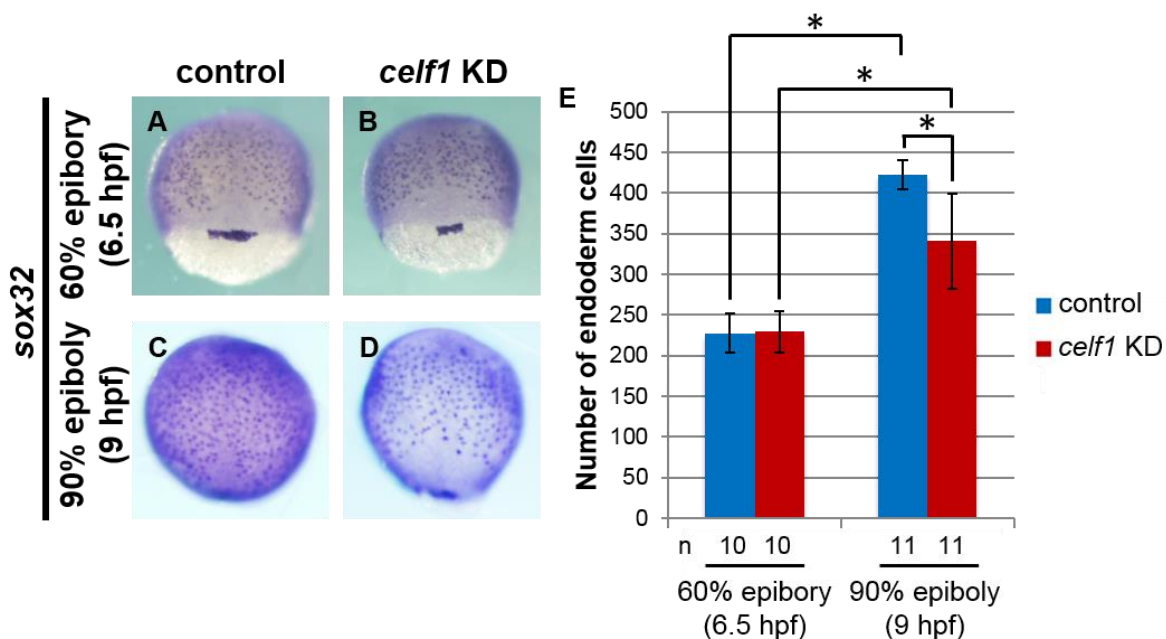 control
celf1 KD
sox32
60% epibory
(6.5 hpf)
90% epiboly
(9 hpf)
A
B
C
D
E
*
*
*
Number of endoderm cells
500
450
400
350
300
250
200
150
100
50
0
n 10 10 11 11
60% epibory
(6.5 hpf)
90% epiboly
(9 hpf)
control
celf1 KD